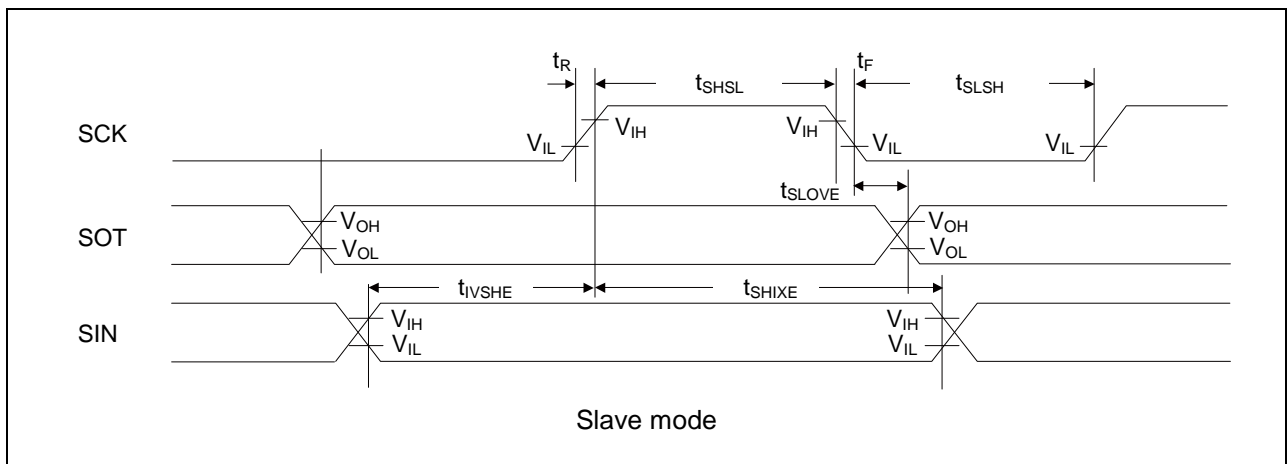 tR tSHSL tF tSLSH
SCK VIL VIH VIH VIL VIL
tSLOVE
SOT VOH VOH
VOL VOL
tIVSHE tSHIXE
SIN VIH VIH
VIL VIL
Slave mode